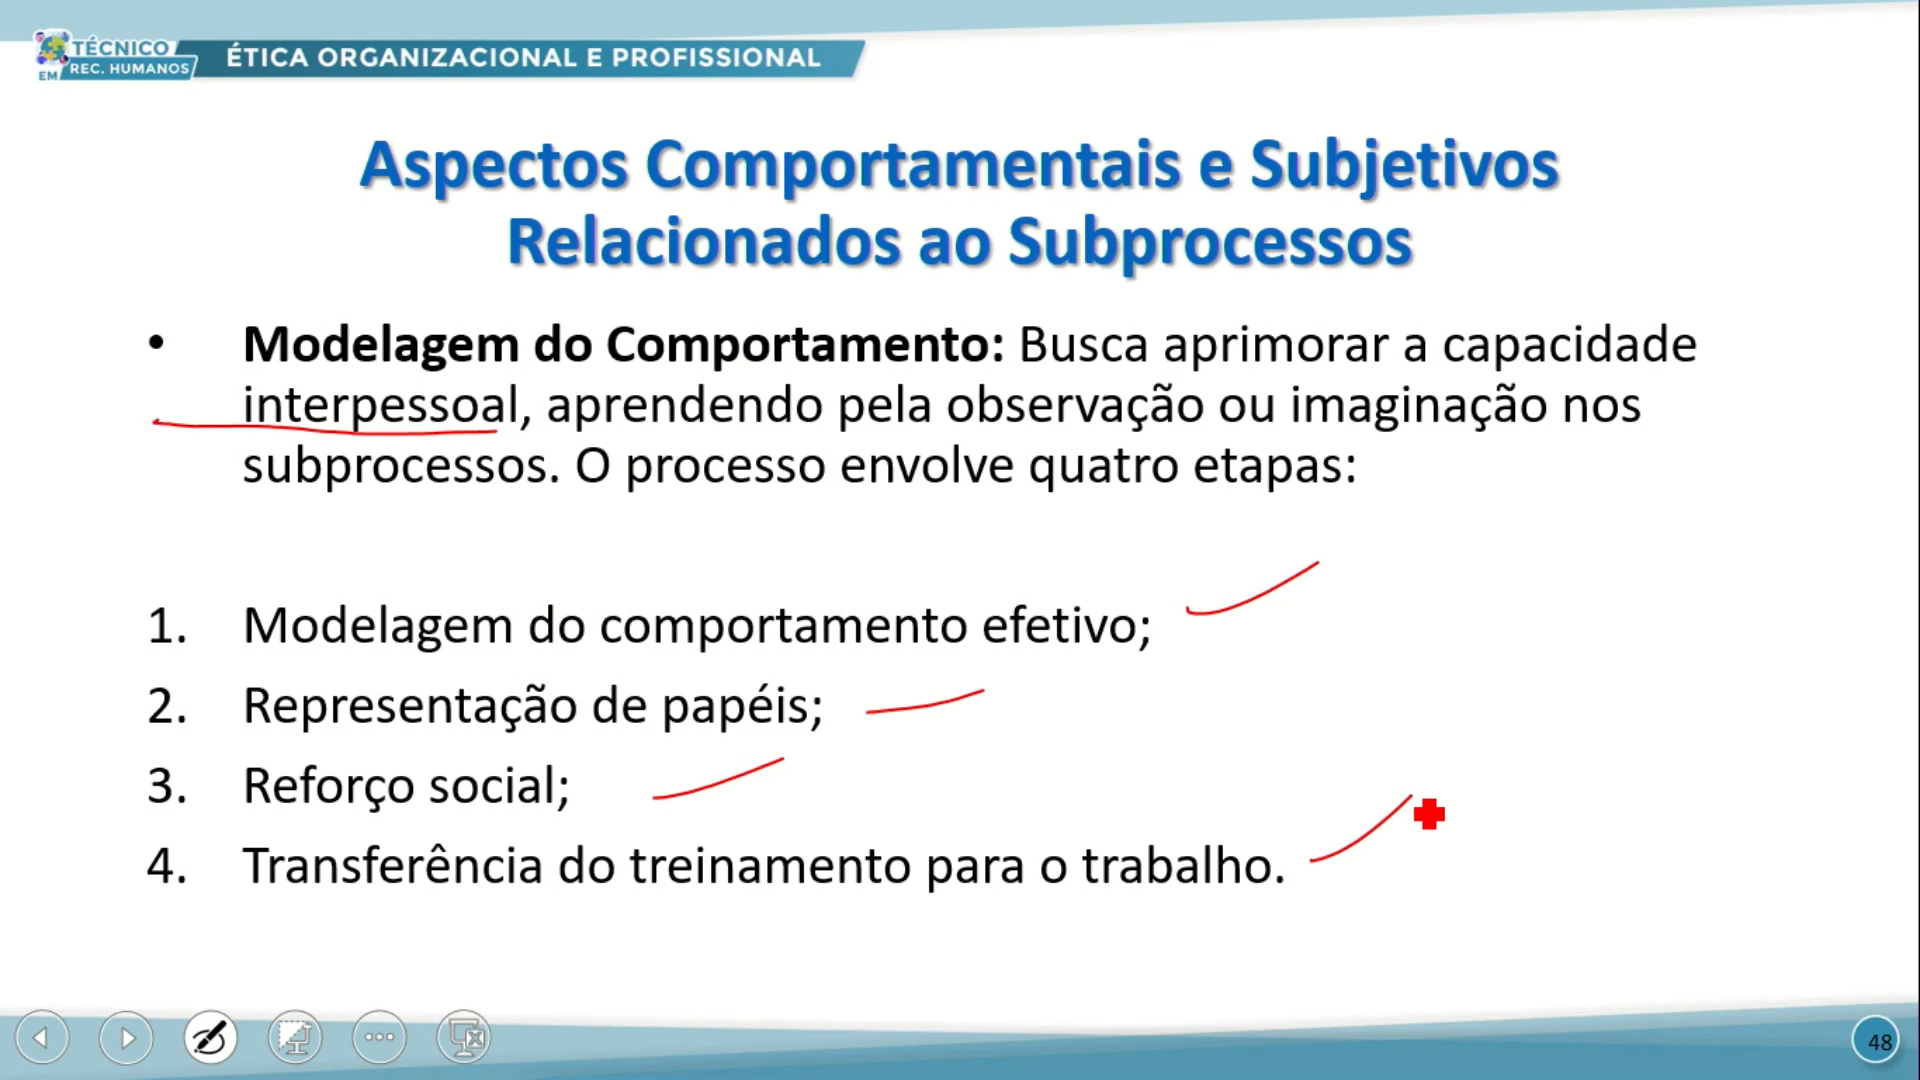 TÉCNICO
EM REC. HUMANOS
ÉTICA ORGANIZACIONAL E PROFISSIONAL
Aspectos Comportamentais e Subjetivos
Relacionados ao Subprocessos
• Modelagem do Comportamento: Busca aprimorar a capacidade
interpessoal, aprendendo pela observação ou imaginação nos
subprocessos. O processo envolve quatro etapas:
1. Modelagem do comportamento efetivo;
2. Representação de papéis;
3. Reforço social;
4. Transferência do treinamento para o trabalho.
48